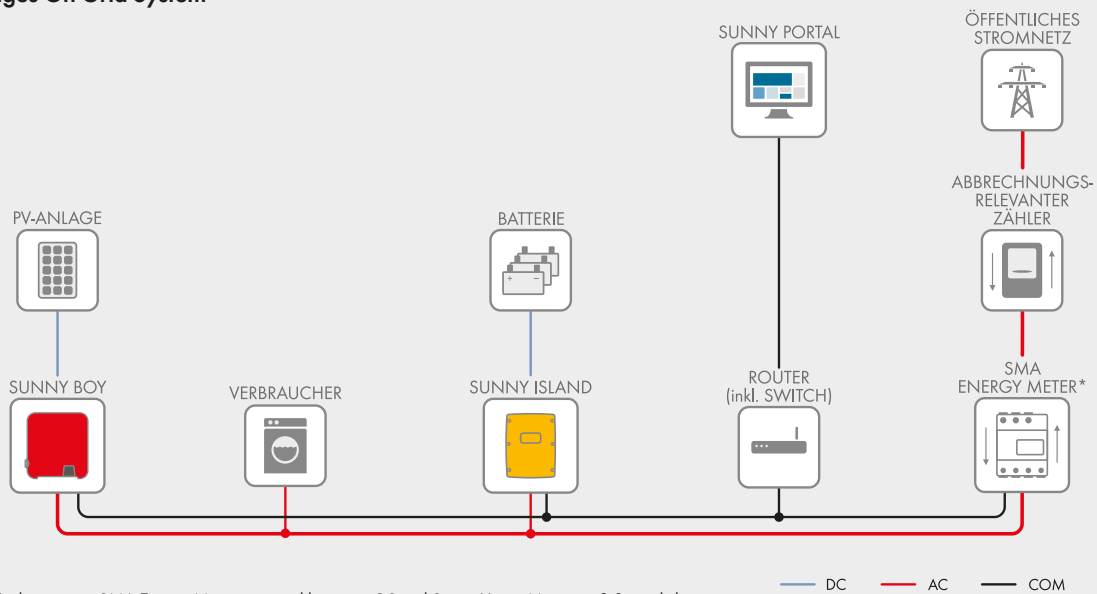 SUNNY PORTAL
ÖFFENTLICHES
STROMNETZ
ABBRECHNUNGS-
RELEVANTER
ZÄHLER
PV-ANLAGE
BATTERIE
+ −
SUNNY BOY
VERBRAUCHER
SUNNY ISLAND
ROUTER
(inkl. SWITCH)
SMA
ENERGY METER*
DC AC COM